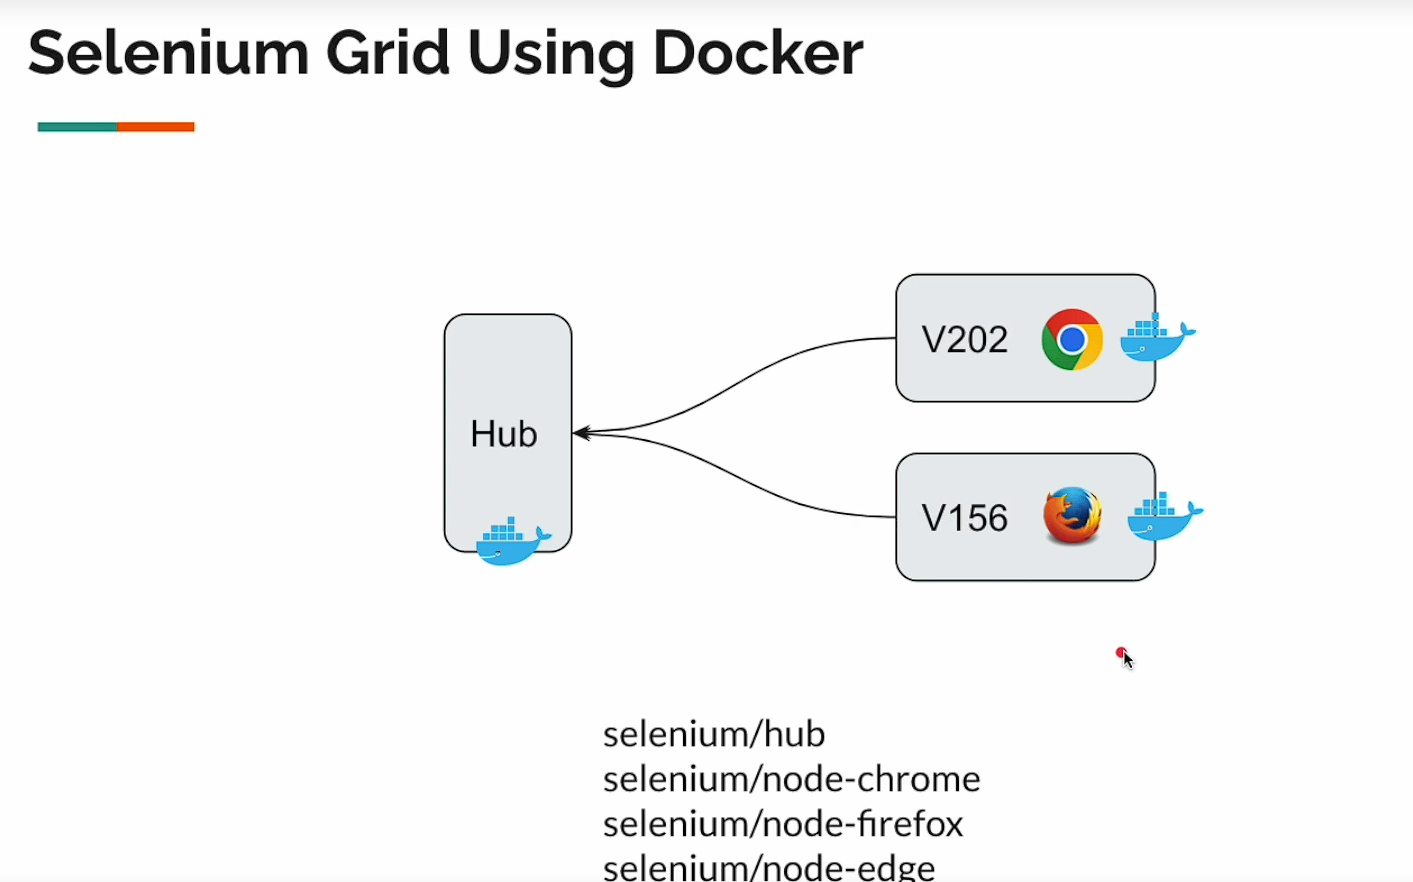 Selenium Grid Using Docker
V202
Hub
V156
selenium/hub
selenium/node-chrome
selenium/node-firefox
selenium/node-edge